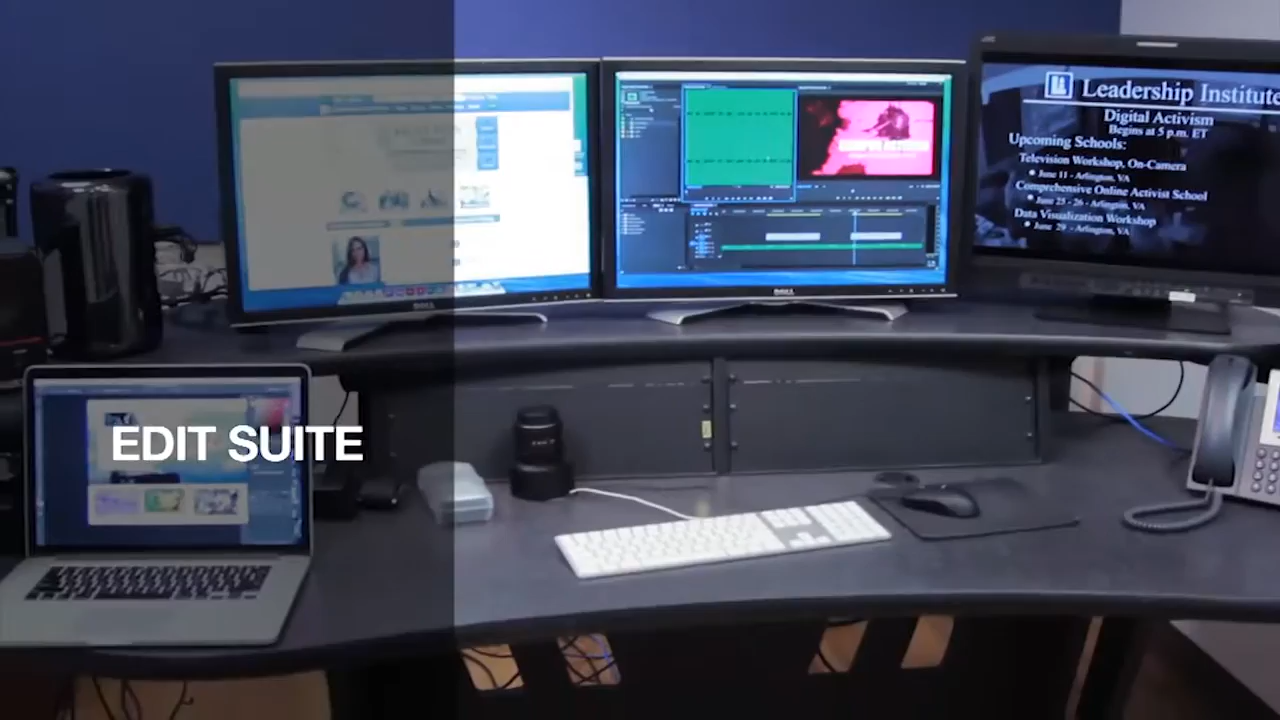 Leadership Institute
Digital Activism
Begins at 5 p.m. ET
Upcoming Schools:
Television Workshop, On-Camera
• June 11 - Arlington, VA
Comprehensive Online Activist School
• June 25 - 26 - Arlington, VA
Data Visualization Workshop
• June 29 - Arlington, VA
DELL
DELL
EDIT SUITE